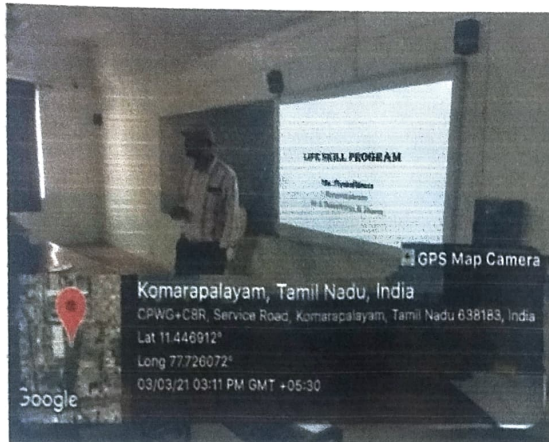 LIFE SKILL PROGRAM
GPS Map Camera
Komarapalayam, Tamil Nadu, India
CPWG+C8R, Service Road, Komarapalayam, Tamil Nadu 638183, India
Lat 11.446912°
Long 77.726072°
03/03/21 03:11 PM GMT +05:30
Google